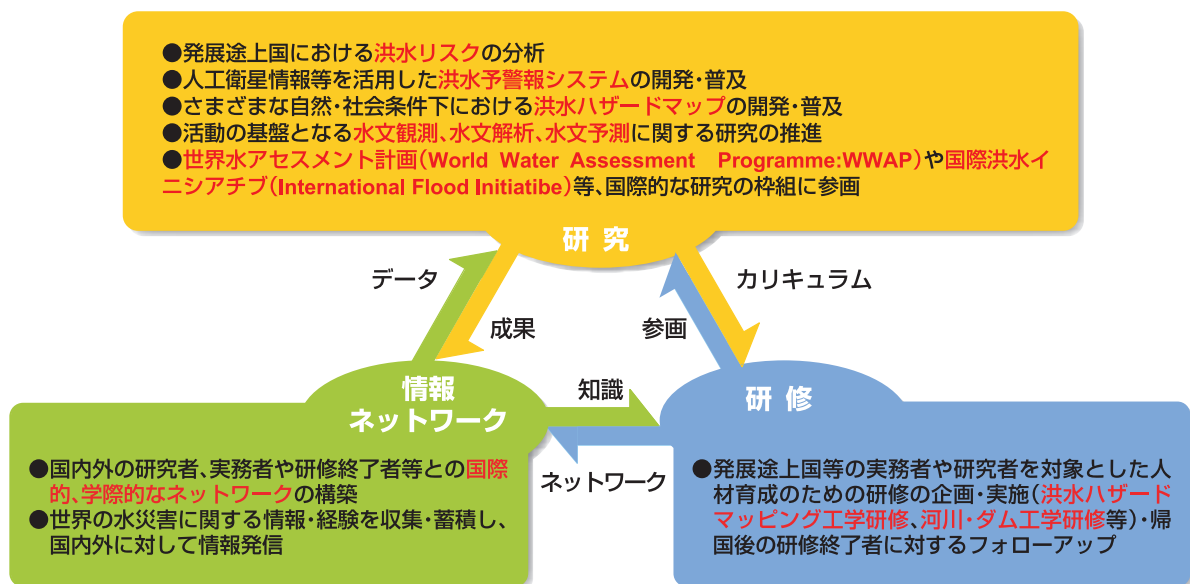 ●発展途上国における洪水リスクの分析
●人工衛星情報等を活用した洪水予警報システムの開発・普及
●さまざまな自然・社会条件下における洪水ハザードマップの開発・普及
●活動の基盤となる水文観測、水文解析、水文予測に関する研究の推進
●世界水アセスメント計画(World Water Assessment Programme:WWAP)や国際洪水イ
ニシアチブ(International Flood Initiatibe)等、国際的な研究の枠組に参画
研 究
データ
成果
参画
カリキュラム
情報
ネットワーク
知識
ネットワーク
研 修
●国内外の研究者、実務者や研修終了者等との国際
的、学際的なネットワークの構築
●世界の水災害に関する情報・経験を収集・蓄積し、
国内外に対して情報発信
●発展途上国等の実務者や研究者を対象とした人
材育成のための研修の企画・実施(洪水ハザード
マッピング工学研修、河川・ダム工学研修等)・帰
国後の研修終了者に対するフォローアップ